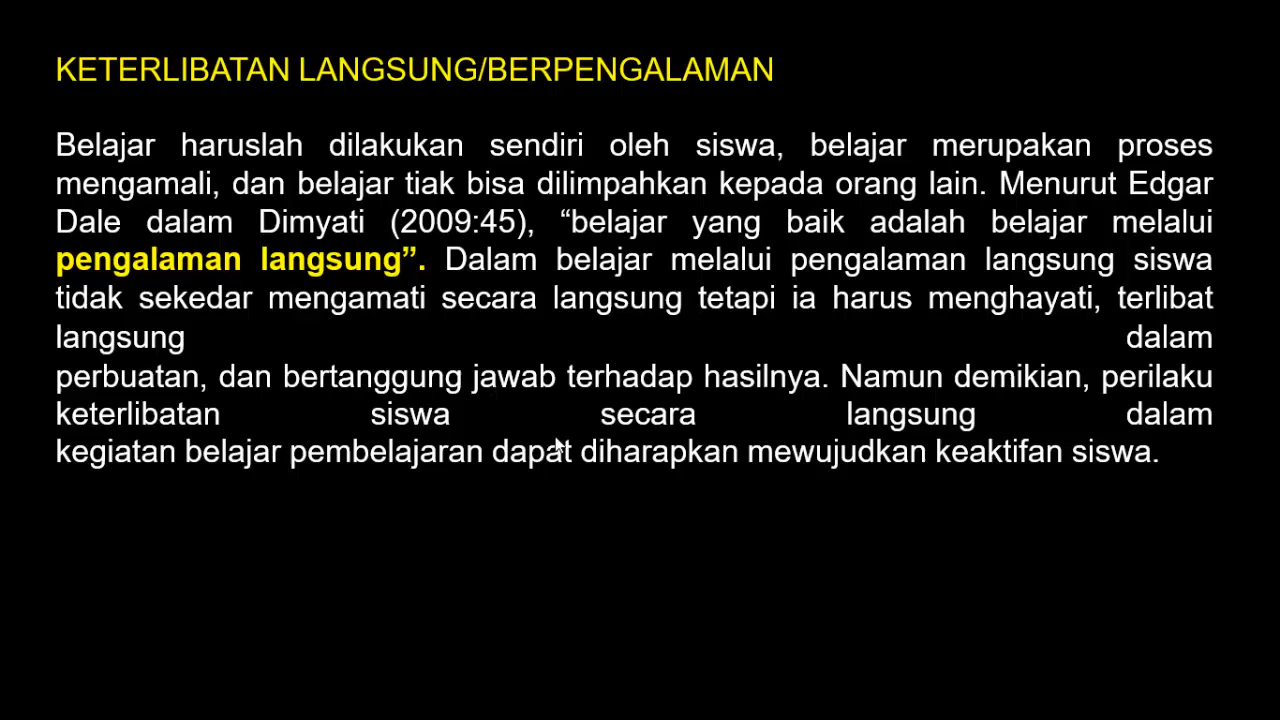 KETERLIBATAN LANGSUNG/BERPENGALAMAN
Belajar haruslah dilakukan sendiri oleh siswa, belajar merupakan proses
mengamali, dan belajar tiak bisa dilimpahkan kepada orang lain. Menurut Edgar
Dale dalam Dimyati (2009:45), “belajar yang baik adalah belajar melalui
pengalaman langsung”. Dalam belajar melalui pengalaman langsung siswa
tidak sekedar mengamati secara langsung tetapi ia harus menghayati, terlibat
langsung dalam
perbuatan, dan bertanggung jawab terhadap hasilnya. Namun demikian, perilaku
keterlibatan siswa secara langsung dalam
kegiatan belajar pembelajaran dapat diharapkan mewujudkan keaktifan siswa.